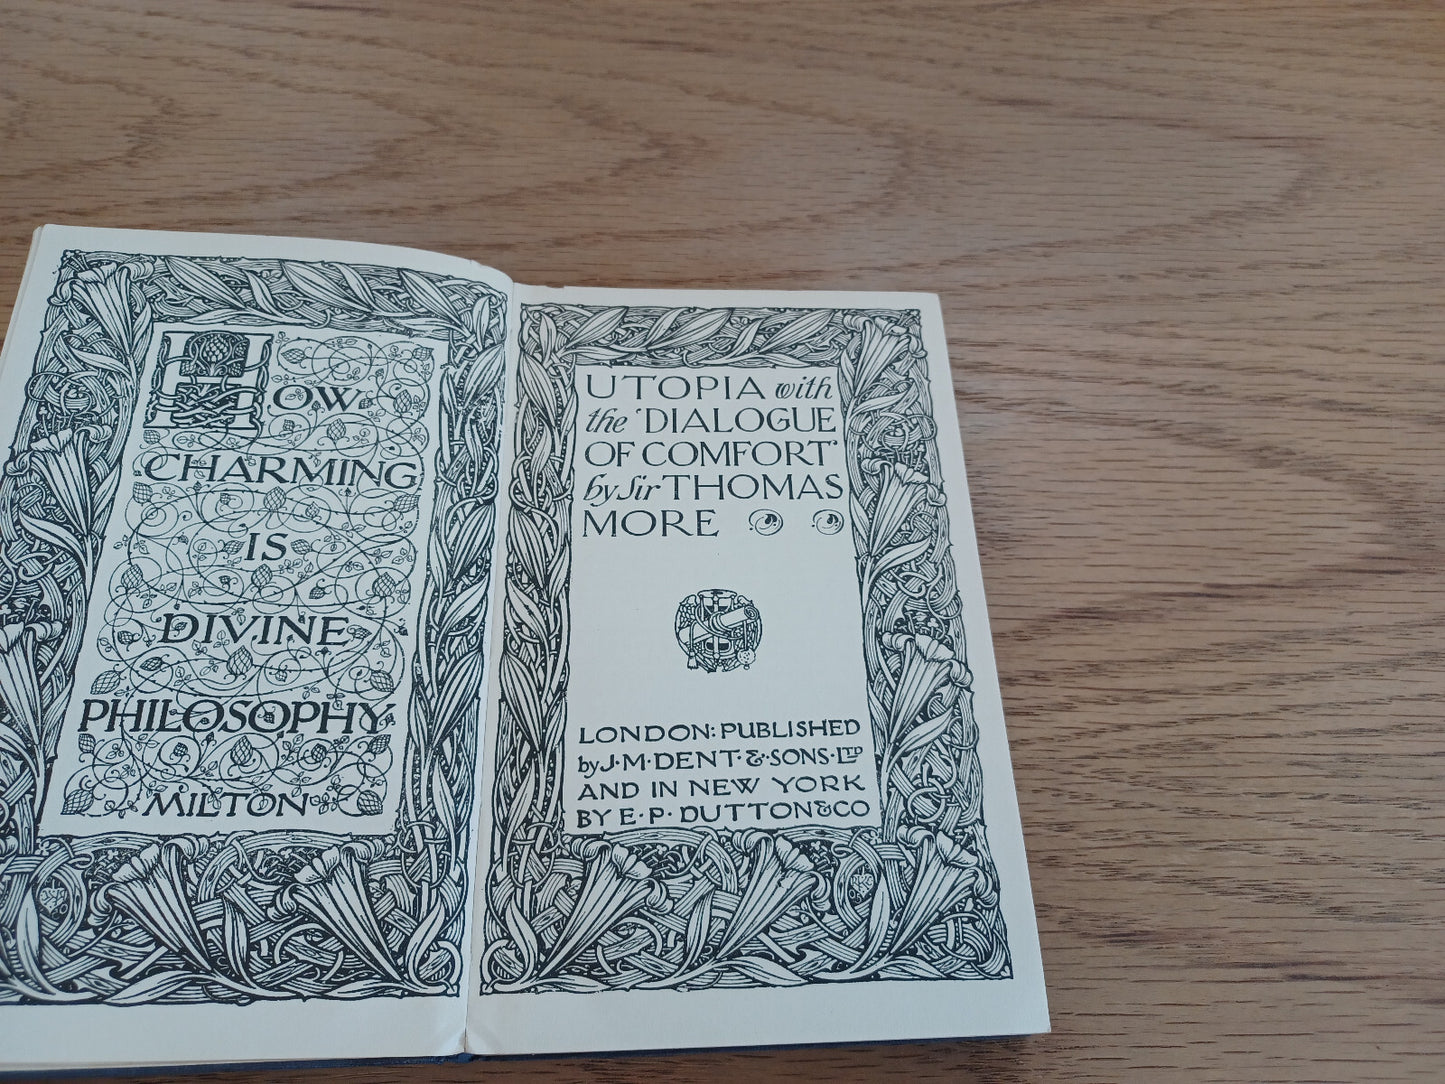 HOW
CHARMING
IS
DIVINE
PHILOSOPHY
MILTON
UTOPIA with
the 'DIALOGUE
OF COMFORT'
by Sir THOMAS
MORE
LONDON: PUBLISHED
by J·M·DENT·&·SONS·LTD
AND IN NEW YORK
BY E·P·DUTTON&CO